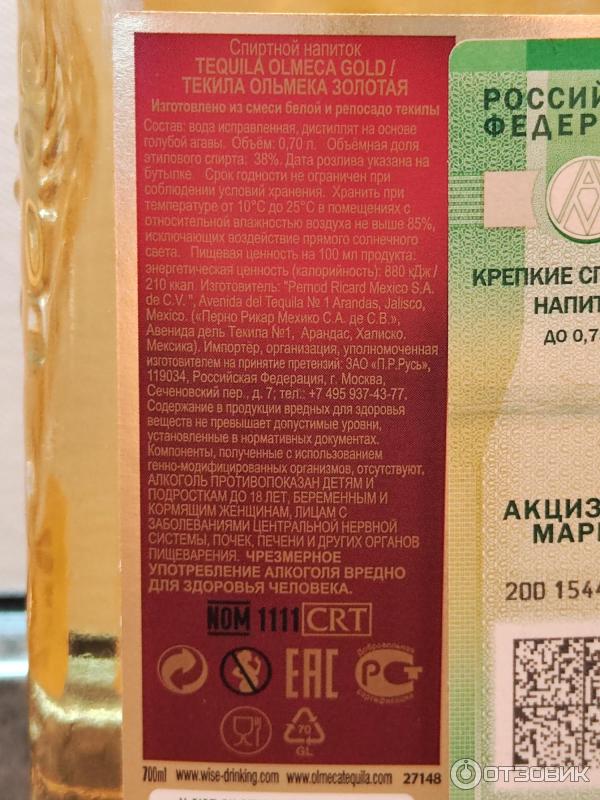 Спиртной напиток
TEQUILA OLMECA GOLD /
ТЕКИЛА ОЛЬМЕКА ЗОЛОТАЯ
Изготовлено из смеси белой и репосадо текилы
Состав: вода исправленная, дистиллят на основе
голубой агавы. Объём: 0,70 л. Объёмная доля
этилового спирта: 38%. Дата розлива указана на
бутылке. Срок годности не ограничен при
соблюдении условий хранения. Хранить при
температуре от 10°С до 25°С в помещениях с
относительной влажностью воздуха не выше 85%,
исключающих воздействие прямого солнечного
света. Пищевая ценность на 100 мл продукта:
энергетическая ценность (калорийность): 880 кДж /
210 ккал Изготовитель: "Pernod Ricard Mexico S.A.
de C.V. ", Avenida del Tequila № 1 Arandas, Jalisco,
Mexico. («Перно Рикар Мехико С.А. де С.В.»,
Авенида дель Текила №1, Арандас, Халиско.
Мексика). Импортёр, организация, уполномоченная
изготовителем на принятие претензий: ЗАО «П.Р.Русь»,
119034, Российская Федерация, г. Москва,
Сеченовский пер., д. 7; тел.: +7 495 937-43-77.
Содержание в продукции вредных для здоровья
веществ не превышает допустимые уровни,
установленные в нормативных документах.
Компоненты, полученные с использованием
генно-модифицированных организмов, отсутствуют.
АЛКОГОЛЬ ПРОТИВОПОКАЗАН ДЕТЯМ И
ПОДРОСТКАМ ДО 18 ЛЕТ, БЕРЕМЕННЫМ И
КОРМЯЩИМ ЖЕНЩИНАМ, ЛИЦАМ С
ЗАБОЛЕВАНИЯМИ ЦЕНТРАЛЬНОЙ НЕРВНОЙ
СИСТЕМЫ, ПОЧЕК, ПЕЧЕНИ И ДРУГИХ ОРГАНОВ
ПИЩЕВАРЕНИЯ. ЧРЕЗМЕРНОЕ
УПОТРЕБЛЕНИЕ АЛКОГОЛЯ ВРЕДНО
ДЛЯ ЗДОРОВЬЯ ЧЕЛОВЕКА.
NOM 1111 CRT
EAC
Добровольная
РСТ
сертификация
70
GL
700ml www.wise-drinking.com www.olmecatequila.com 27148
РОССИЙ
ФЕДЕР
КРЕПКИЕ СП
НАПИТ
ДО 0,7
АКЦИЗ
МАР
200 1544
ОТЗОВИК